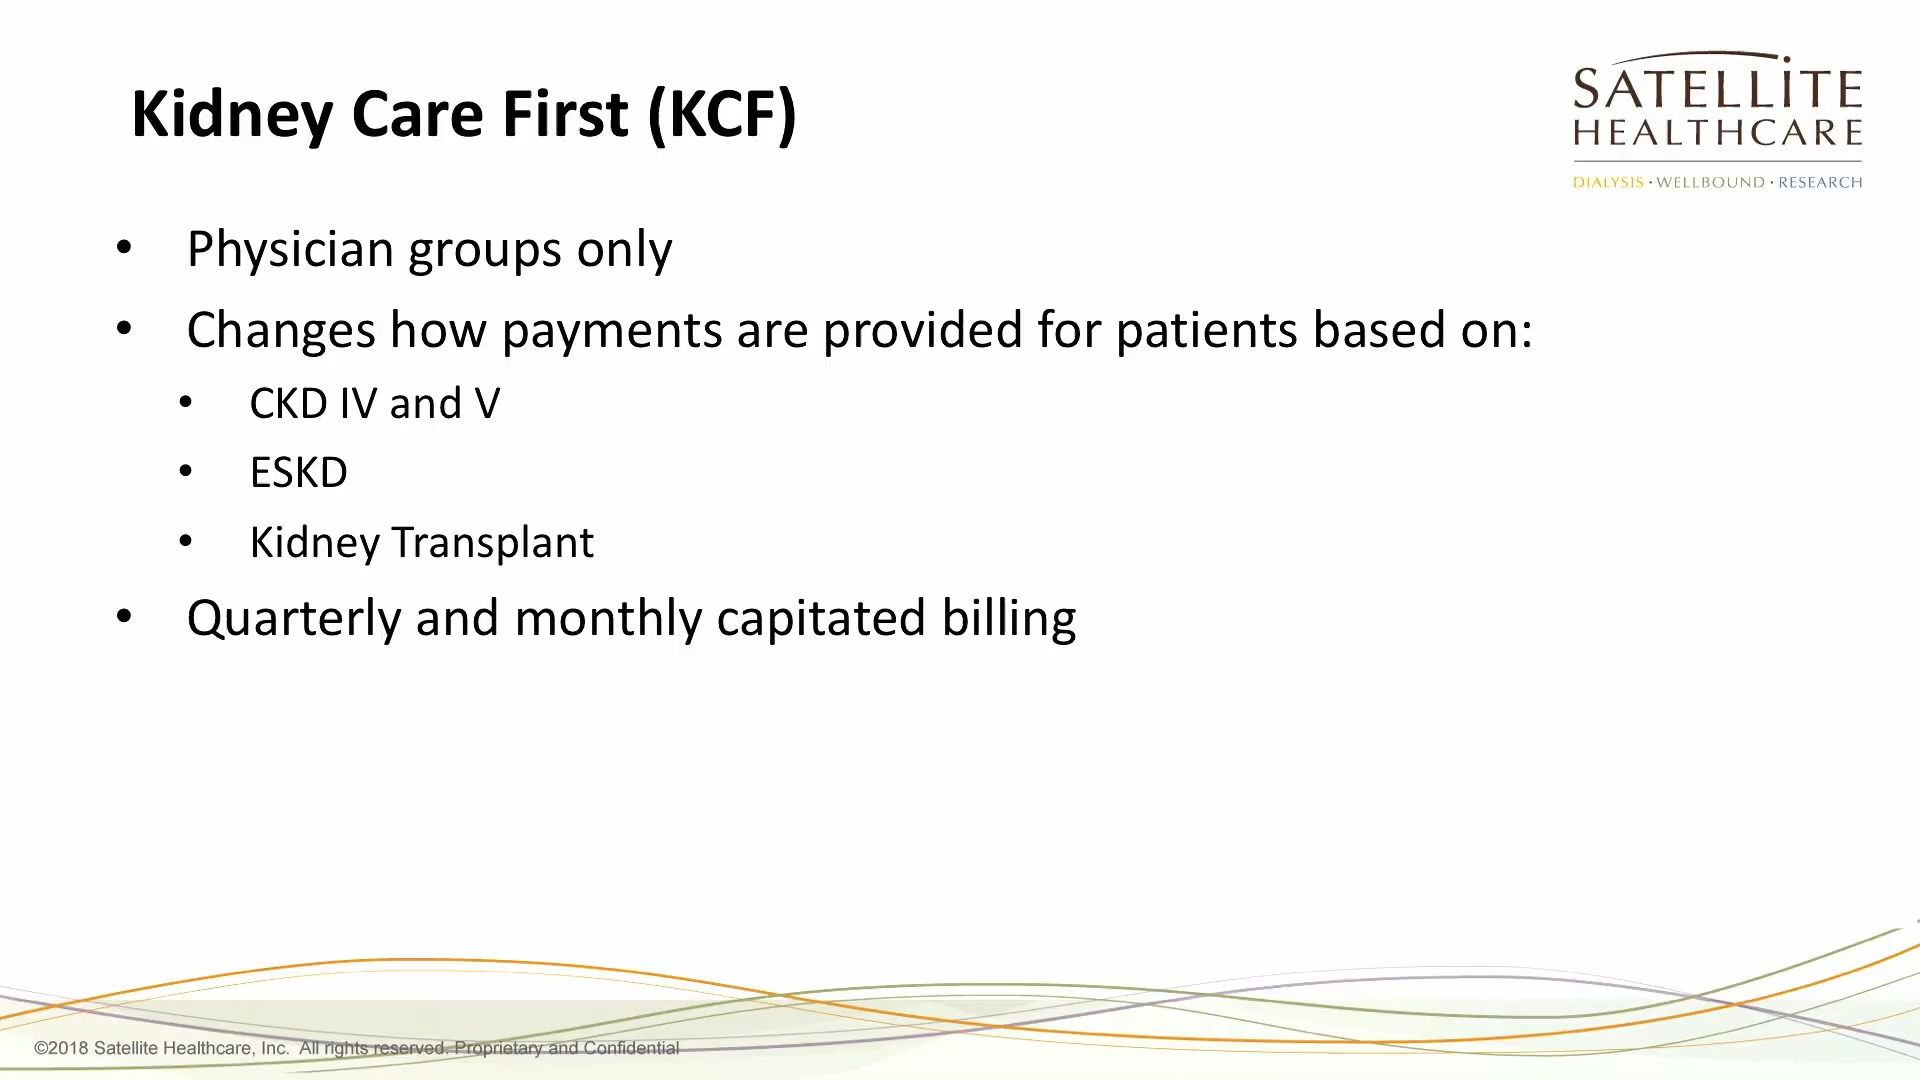 Kidney Care First (KCF)
SATELLITE
HEALTHCARE
DIALYSIS · WELLBOUND · RESEARCH
• Physician groups only
• Changes how payments are provided for patients based on:
• CKD IV and V
• ESKD
• Kidney Transplant
• Quarterly and monthly capitated billing
©2018 Satellite Healthcare, Inc. All rights reserved. Proprietary and Confidential